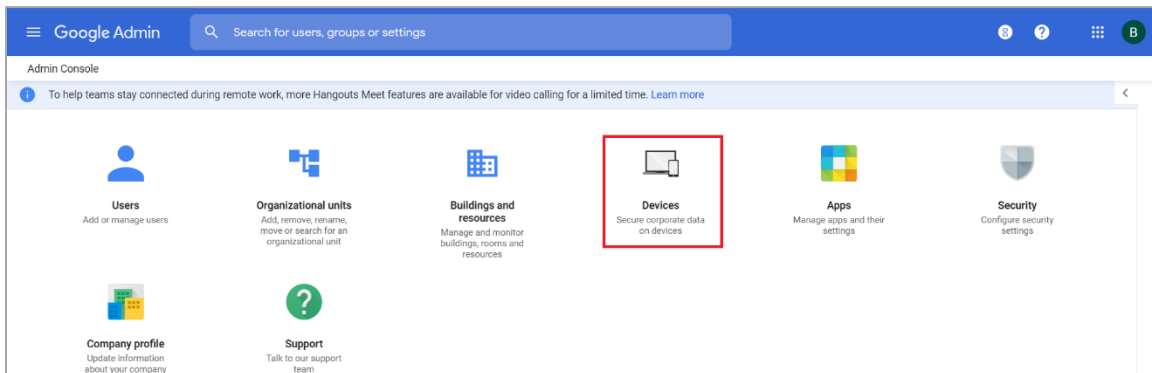 Google Admin
Search for users, groups or settings
B
Admin Console
To help teams stay connected during remote work, more Hangouts Meet features are available for video calling for a limited time. Learn more
Users
Add or manage users
Organizational units
Add, remove, rename,
move or search for an
organizational unit
Buildings and
resources
Manage and monitor
buildings, rooms and
resources
Devices
Secure corporate data
on devices
Apps
Manage apps and their
settings
Security
Configure security
settings
Company profile
Update information
about your company
Support
Talk to our support
team